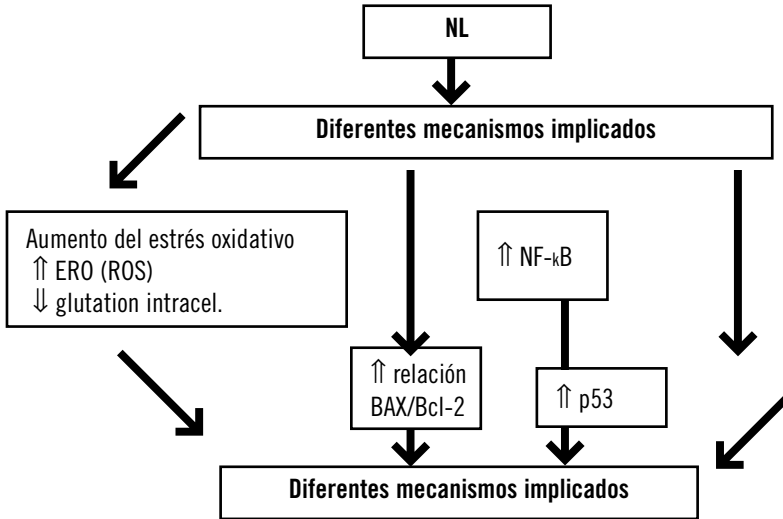 NL
Diferentes mecanismos implicados
Aumento del estrés oxidativo
⇑ ERO (ROS)
⇓ glutation intracel.
⇑ NF-kB
⇑ relación
BAX/Bcl-2
⇑ p53
Diferentes mecanismos implicados